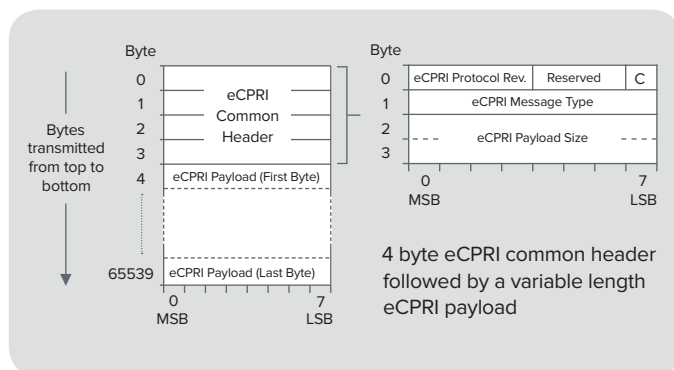 Byte
0
1
2
3
4
65539
Bytes
transmitted
from top to
bottom
eCPRI
Common
Header
eCPRI Payload (First Byte)
eCPRI Payload (Last Byte)
0
7
MSB
LSB
Byte
0
1
2
3
eCPRI Protocol Rev.
Reserved
C
eCPRI Message Type
eCPRI Payload Size
0
7
MSB
LSB
4 byte eCPRI common header
followed by a variable length
eCPRI payload